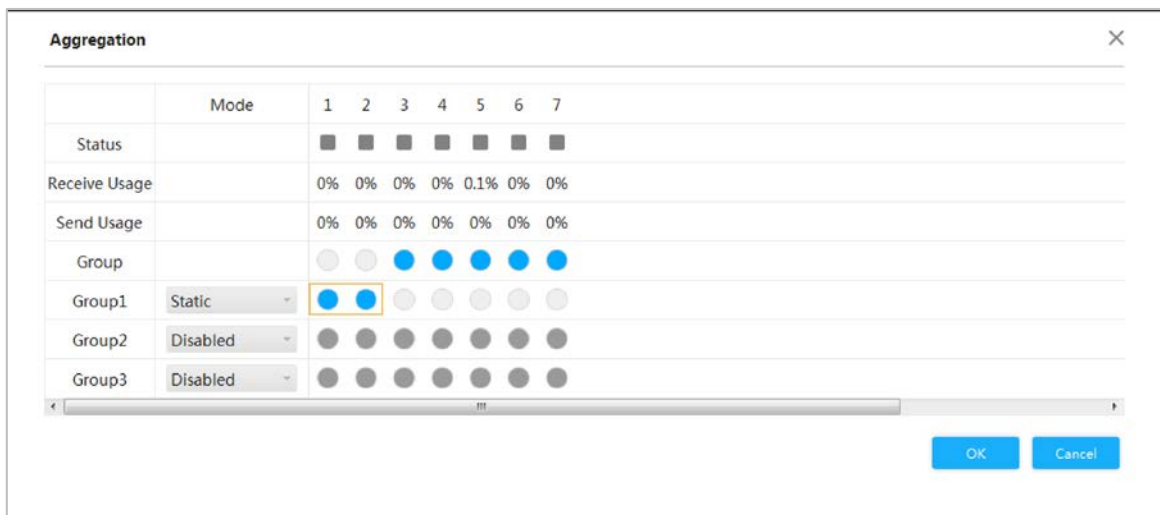 Aggregation
Mode 1 2 3 4 5 6 7
Status
Receive Usage 0% 0% 0% 0% 0.1% 0% 0%
Send Usage 0% 0% 0% 0% 0% 0% 0%
Group
Group1 Static
Group2 Disabled
Group3 Disabled
OK Cancel